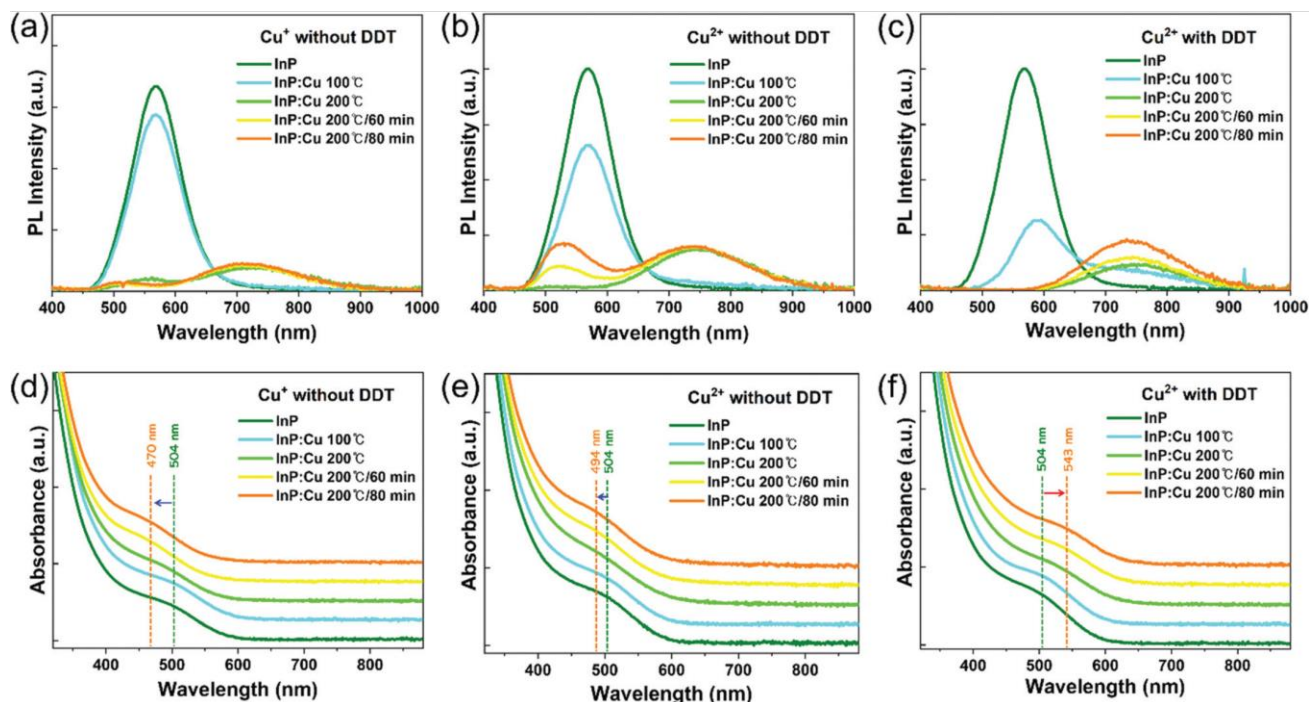 (a)
Cu⁺ without DDT
InP
InP:Cu 100℃
InP:Cu 200℃
InP:Cu 200℃/60 min
InP:Cu 200℃/80 min
PL Intensity (a.u.)
400 500 600 700 800 900 1000
Wavelength (nm)
(b)
Cu²⁺ without DDT
InP
InP:Cu 100℃
InP:Cu 200℃
InP:Cu 200℃/60 min
InP:Cu 200℃/80 min
PL Intensity (a.u.)
400 500 600 700 800 900 1000
Wavelength (nm)
(c)
Cu²⁺ with DDT
InP
InP:Cu 100℃
InP:Cu 200℃
InP:Cu 200℃/60 min
InP:Cu 200℃/80 min
PL Intensity (a.u.)
400 500 600 700 800 900 1000
Wavelength (nm)
(d)
Cu⁺ without DDT
470 nm
504 nm
InP
InP:Cu 100℃
InP:Cu 200℃
InP:Cu 200℃/60 min
InP:Cu 200℃/80 min
Absorbance (a.u.)
400 500 600 700 800
Wavelength (nm)
(e)
Cu²⁺ without DDT
494 nm
504 nm
InP
InP:Cu 100℃
InP:Cu 200℃
InP:Cu 200℃/60 min
InP:Cu 200℃/80 min
Absorbance (a.u.)
400 500 600 700 800
Wavelength (nm)
(f)
Cu²⁺ with DDT
504 nm
543 nm
InP
InP:Cu 100℃
InP:Cu 200℃
InP:Cu 200℃/60 min
InP:Cu 200℃/80 min
Absorbance (a.u.)
400 500 600 700 800
Wavelength (nm)